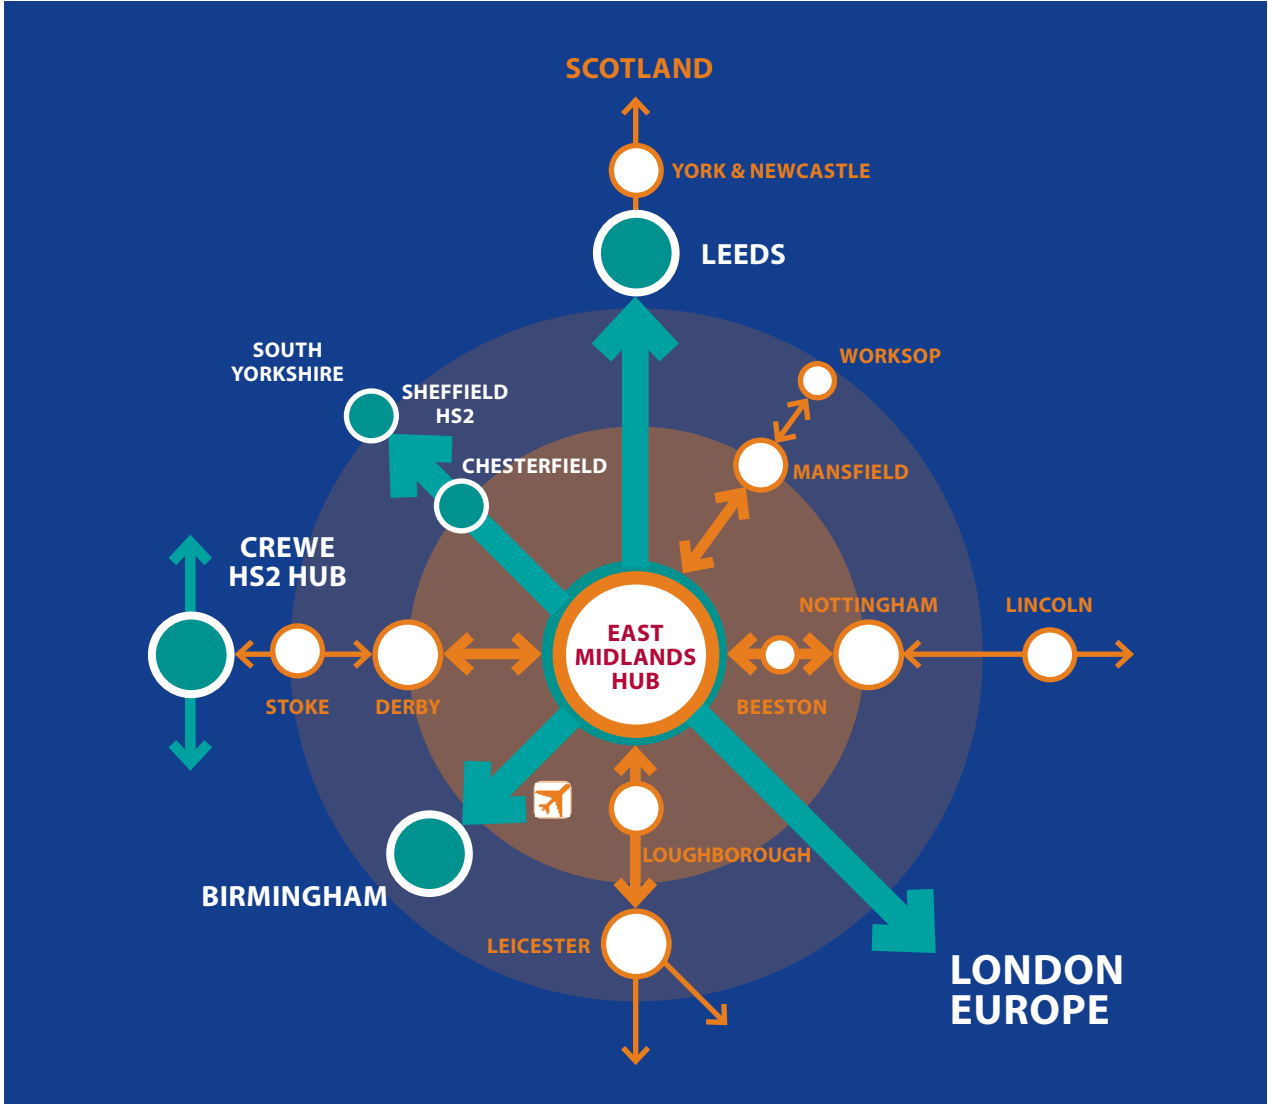 SCOTLAND
YORK & NEWCASTLE
LEEDS
SOUTH
YORKSHIRE
WORKSOP
SHEFFIELD
HS2
CHESTERFIELD
MANSFIELD
CREWE
HS2 HUB
NOTTINGHAM
LINCOLN
EAST
MIDLANDS
HUB
STOKE
DERBY
BEESTON
LOUGHBOROUGH
BIRMINGHAM
LEICESTER
LONDON
EUROPE